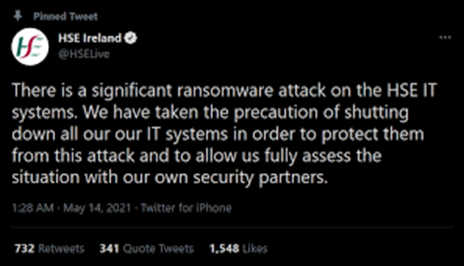 Pinned Tweet
HSE Ireland
@HSELive
There is a significant ransomware attack on the HSE IT
systems. We have taken the precaution of shutting
down all our our IT systems in order to protect them
from this attack and to allow us fully assess the
situation with our own security partners.
1:28 AM · May 14, 2021 · Twitter for iPhone
732 Retweets 341 Quote Tweets 1,548 Likes